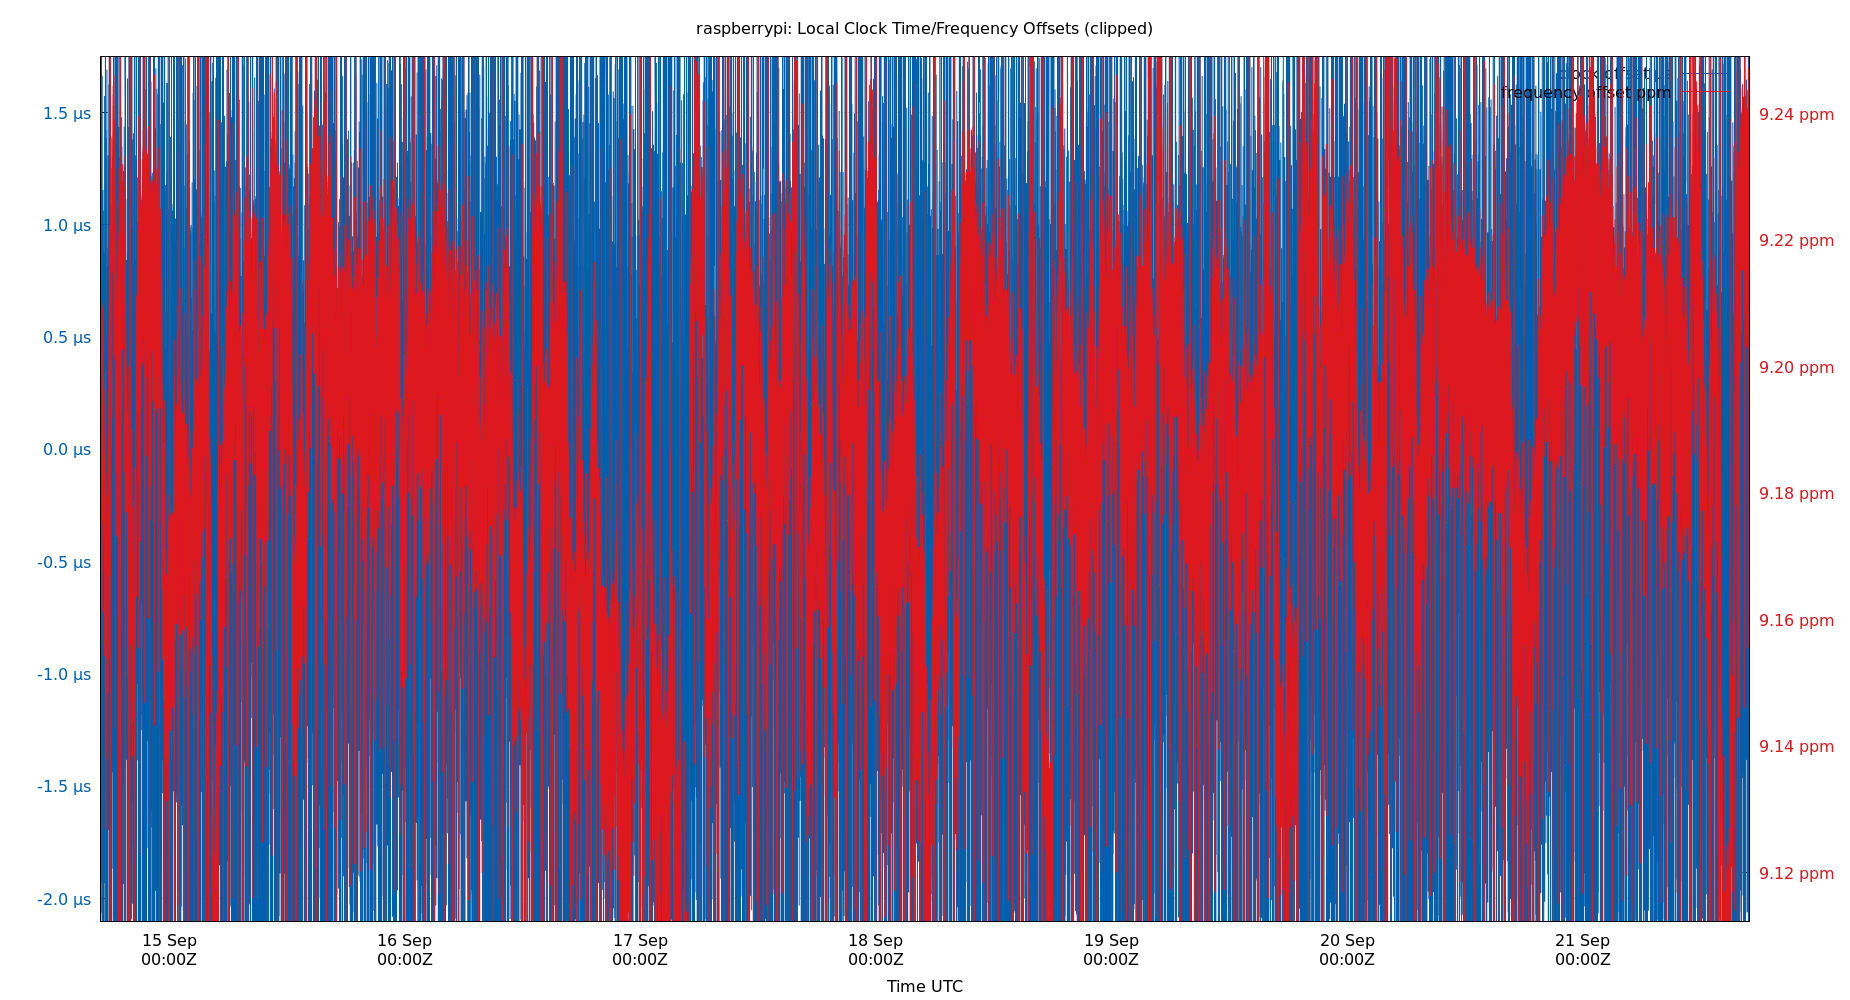 raspberrypi: Local Clock Time/Frequency Offsets (clipped)
clock offset
frequency offset ppm
1.5 µs
1.0 µs
0.5 µs
0.0 µs
-0.5 µs
-1.0 µs
-1.5 µs
-2.0 µs
9.24 ppm
9.22 ppm
9.20 ppm
9.18 ppm
9.16 ppm
9.14 ppm
9.12 ppm
15 Sep 16 Sep 17 Sep 18 Sep 19 Sep 20 Sep 21 Sep
00:00Z 00:00Z 00:00Z 00:00Z 00:00Z 00:00Z 00:00Z
Time UTC